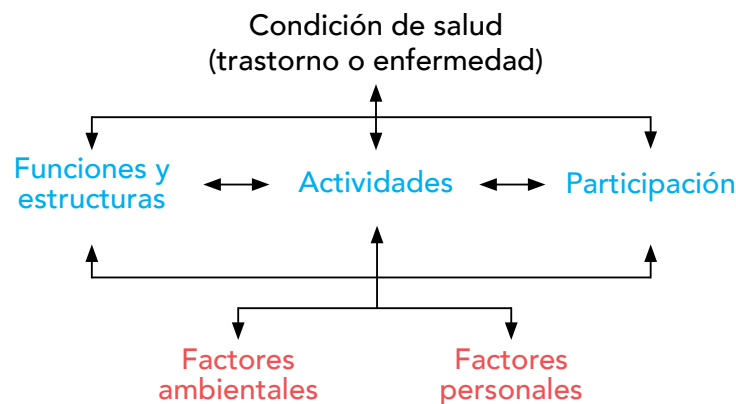 Condición de salud
(trastorno o enfermedad)
Funciones y
estructuras
Actividades
Participación
Factores
ambientales
Factores
personales